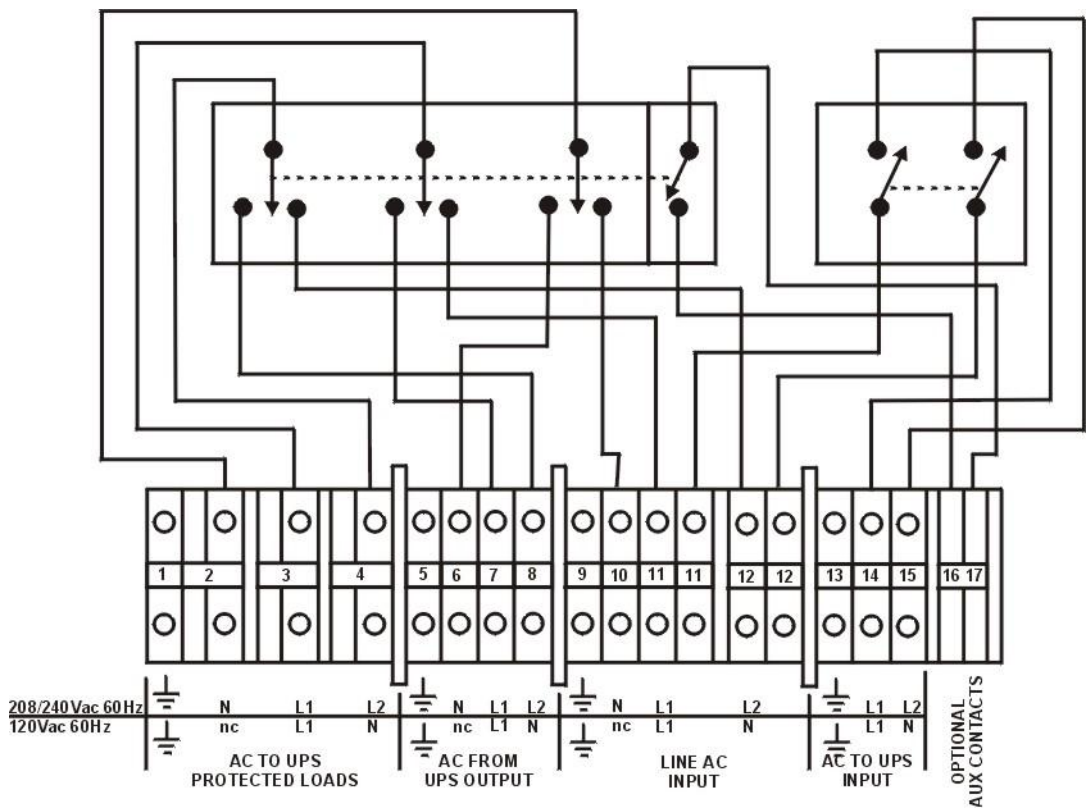 1 2 3 4 5 6 7 8 9 10 11 11 12 12 13 14 15 16 17
208/240Vac 60Hz N L1 L2 N L1 L2 N L1 L2 L1 L2
120Vac 60Hz nc L1 N nc L1 N nc L1 N L1 N
AC TO UPS
PROTECTED LOADS
AC FROM
UPS OUTPUT
LINE AC
INPUT
AC TO UPS
INPUT
OPTIONAL
AUX CONTACTS